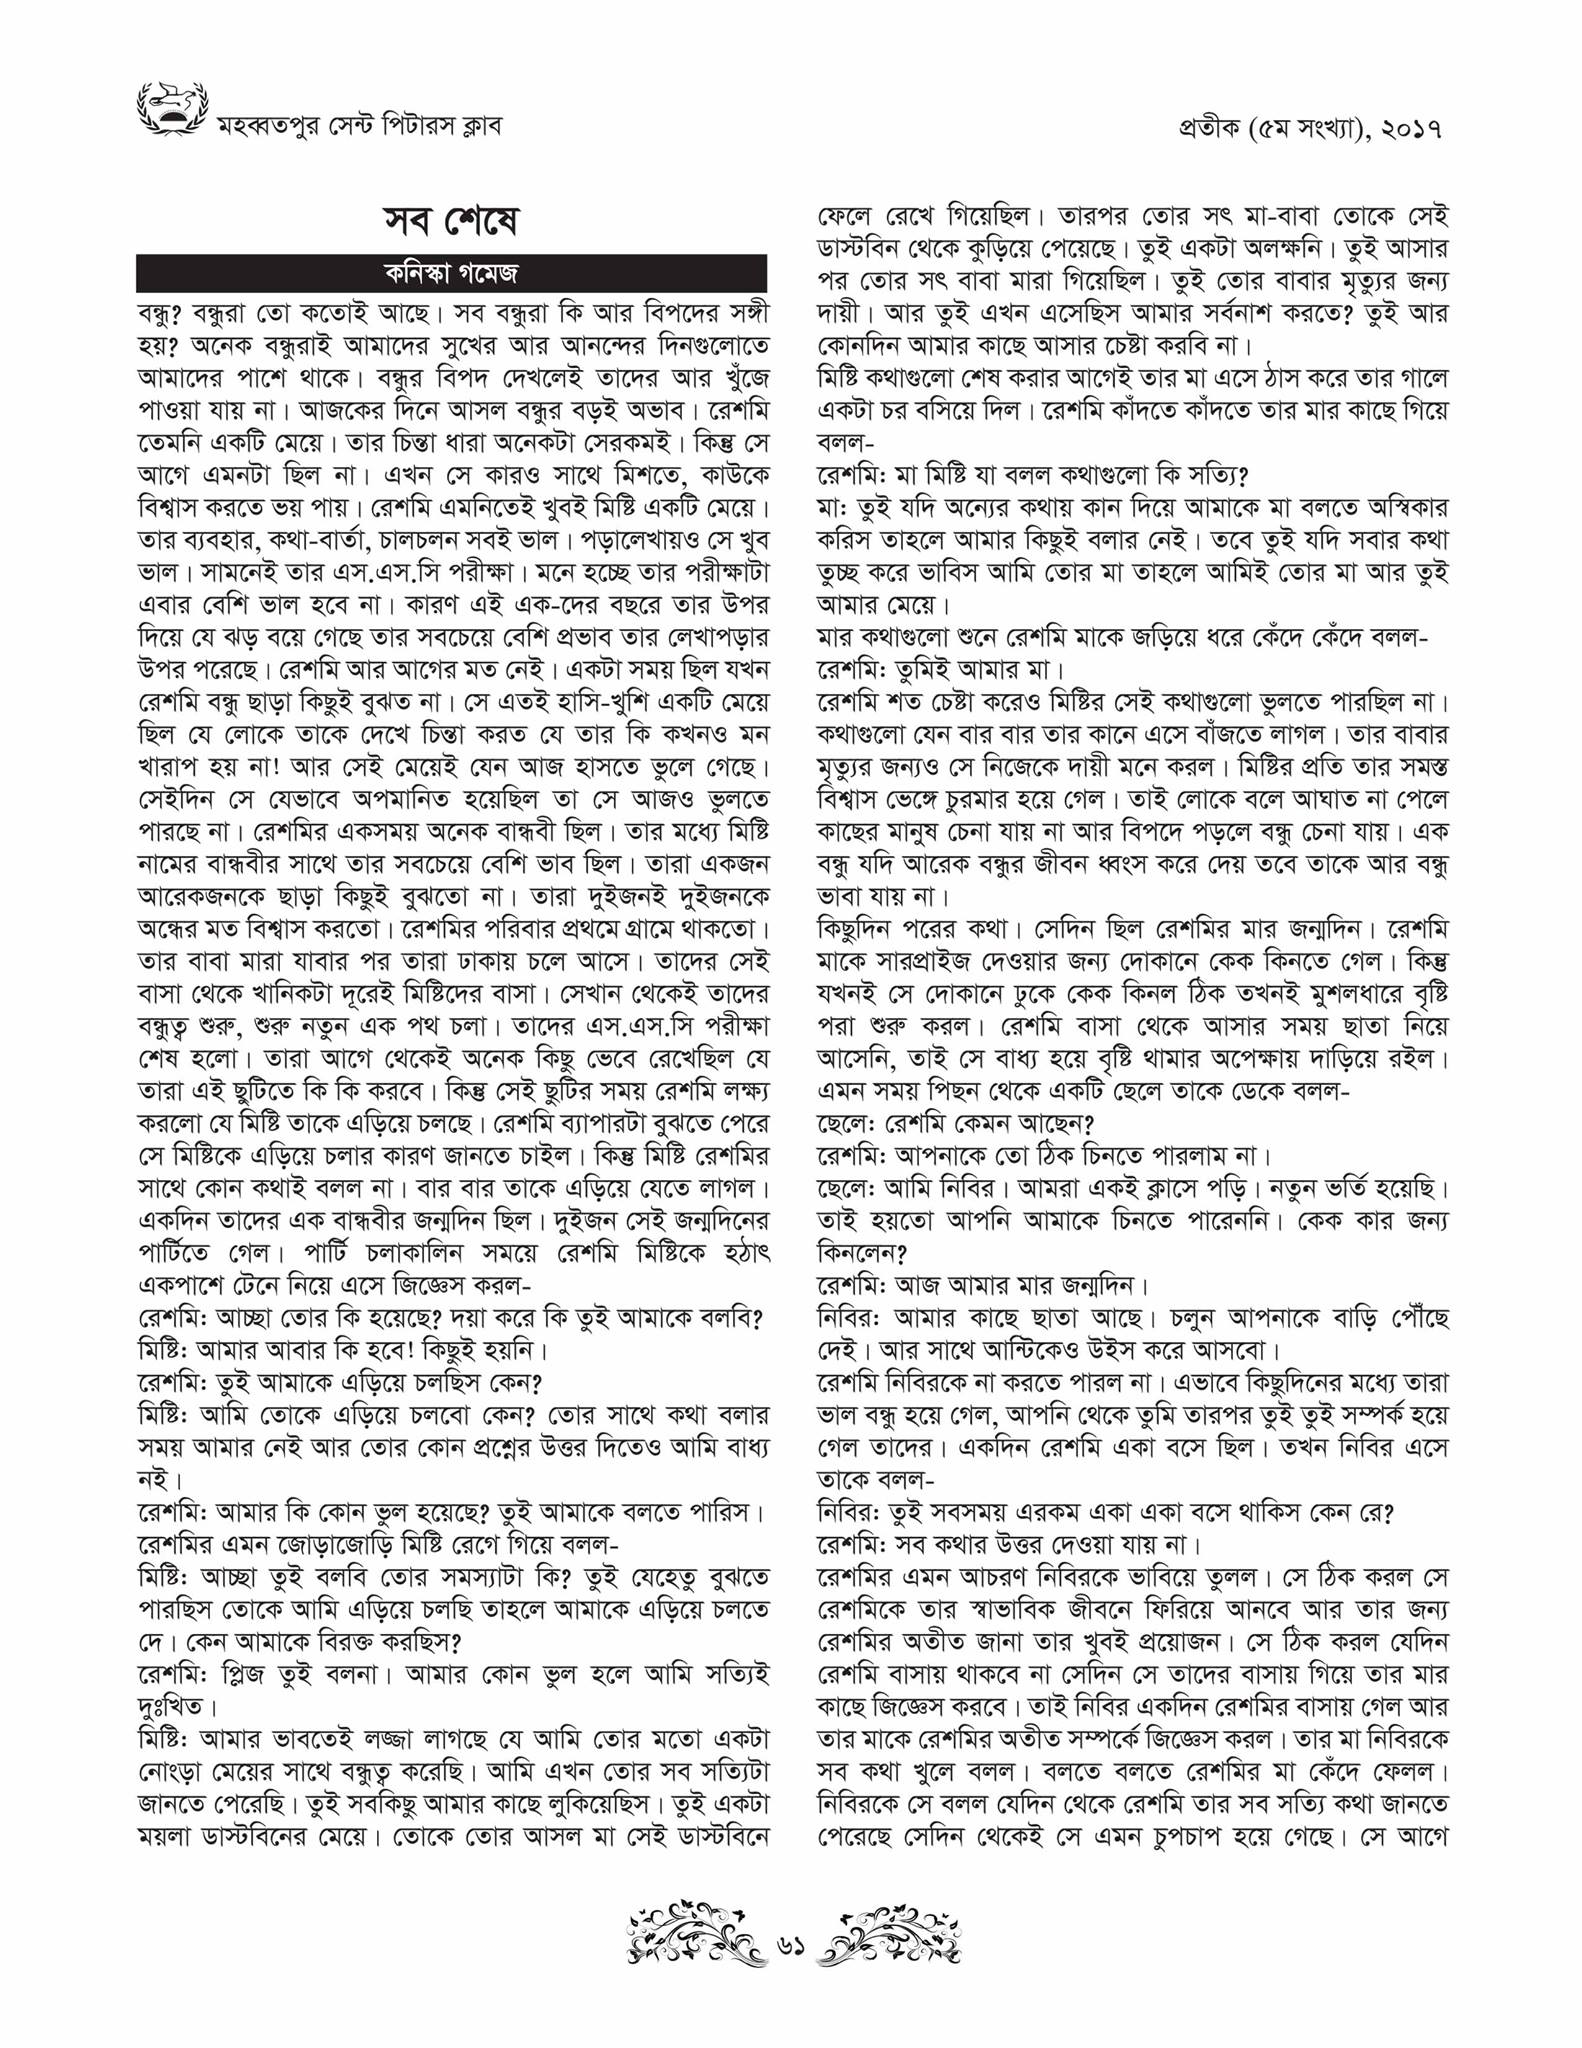 মহব্বতপুর সেন্ট পিটারস ক্লাব
প্রতীক (৫ম সংখ্যা), ২০১৭
সব শেষে
কনিস্কা গমেজ
বন্ধু? বন্ধুরা তো কতোই আছে। সব বন্ধুরা কি আর বিপদের সঙ্গী
হয়? অনেক বন্ধুরাই আমাদের সুখের আর আনন্দের দিনগুলোতে
আমাদের পাশে থাকে। বন্ধুর বিপদ দেখলেই তাদের আর খুঁজে
পাওয়া যায় না। আজকের দিনে আসল বন্ধুর বড়ই অভাব। রেশমি
তেমনি একটি মেয়ে। তার চিন্তা ধারা অনেকটা সেরকমই। কিন্তু সে
আগে এমনটা ছিল না। এখন সে কারও সাথে মিশতে, কাউকে
বিশ্বাস করতে ভয় পায়। রেশমি এমনিতেই খুবই মিষ্টি একটি মেয়ে।
তার ব্যবহার, কথা-বার্তা, চালচলন সবই ভাল। পড়ালেখায়ও সে খুব
ভাল। সামনেই তার এস.এস.সি পরীক্ষা। মনে হচ্ছে তার পরীক্ষাটা
এবার বেশি ভাল হবে না। কারণ এই এক-দের বছরে তার উপর
দিয়ে যে ঝড় বয়ে গেছে তার সবচেয়ে বেশি প্রভাব তার লেখাপড়ার
উপর পরেছে। রেশমি আর আগের মত নেই। একটা সময় ছিল যখন
রেশমি বন্ধু ছাড়া কিছুই বুঝত না। সে এতই হাসি-খুশি একটি মেয়ে
ছিল যে লোকে তাকে দেখে চিন্তা করত যে তার কি কখনও মন
খারাপ হয় না! আর সেই মেয়েই যেন আজ হাসতে ভুলে গেছে।
সেইদিন সে যেভাবে অপমানিত হয়েছিল তা সে আজও ভুলতে
পারছে না। রেশমির একসময় অনেক বান্ধবী ছিল। তার মধ্যে মিষ্টি
নামের বান্ধবীর সাথে তার সবচেয়ে বেশি ভাব ছিল। তারা একজন
আরেকজনকে ছাড়া কিছুই বুঝতো না। তারা দুইজনই দুইজনকে
অন্ধের মত বিশ্বাস করতো। রেশমির পরিবার প্রথমে গ্রামে থাকতো।
তার বাবা মারা যাবার পর তারা ঢাকায় চলে আসে। তাদের সেই
বাসা থেকে খানিকটা দূরেই মিষ্টিদের বাসা। সেখান থেকেই তাদের
বন্ধুত্ব শুরু, শুরু নতুন এক পথ চলা। তাদের এস.এস.সি পরীক্ষা
শেষ হলো। তারা আগে থেকেই অনেক কিছু ভেবে রেখেছিল যে
তারা এই ছুটিতে কি কি করবে। কিন্তু সেই ছুটির সময় রেশমি লক্ষ্য
করলো যে মিষ্টি তাকে এড়িয়ে চলছে। রেশমি ব্যাপারটা বুঝতে পেরে
সে মিষ্টিকে এড়িয়ে চলার কারণ জানতে চাইল। কিন্তু মিষ্টি রেশমির
সাথে কোন কথাই বলল না। বার বার তাকে এড়িয়ে যেতে লাগল।
একদিন তাদের এক বান্ধবীর জন্মদিন ছিল। দুইজন সেই জন্মদিনের
পার্টিতে গেল। পার্টি চলাকালিন সময়ে রেশমি মিষ্টিকে হঠাৎ
একপাশে টেনে নিয়ে এসে জিজ্ঞেস করল-
রেশমি: আচ্ছা তোর কি হয়েছে? দয়া করে কি তুই আমাকে বলবি?
মিষ্টি: আমার আবার কি হবে! কিছুই হয়নি।
রেশমি: তুই আমাকে এড়িয়ে চলছিস কেন?
মিষ্টি: আমি তোকে এড়িয়ে চলবো কেন? তোর সাথে কথা বলার
সময় আমার নেই আর তোর কোন প্রশ্নের উত্তর দিতেও আমি বাধ্য
নই।
রেশমি: আমার কি কোন ভুল হয়েছে? তুই আমাকে বলতে পারিস।
রেশমির এমন জোড়াজোড়ি মিষ্টি রেগে গিয়ে বলল-
মিষ্টি: আচ্ছা তুই বলবি তোর সমস্যাটা কি? তুই যেহেতু বুঝতে
পারছিস তোকে আমি এড়িয়ে চলছি তাহলে আমাকে এড়িয়ে চলতে
দে। কেন আমাকে বিরক্ত করছিস?
রেশমি: প্লিজ তুই বলনা। আমার কোন ভুল হলে আমি সত্যিই
দুঃখিত।
মিষ্টি: আমার ভাবতেই লজ্জা লাগছে যে আমি তোর মতো একটা
নোংড়া মেয়ের সাথে বন্ধুত্ব করেছি। আমি এখন তোর সব সত্যিটা
জানতে পেরেছি। তুই সবকিছু আমার কাছে লুকিয়েছিস। তুই একটা
ময়লা ডাস্টবিনের মেয়ে। তোকে তোর আসল মা সেই ডাস্টবিনে
ফেলে রেখে গিয়েছিল। তারপর তোর সৎ মা-বাবা তোকে সেই
ডাস্টবিন থেকে কুড়িয়ে পেয়েছে। তুই একটা অলক্ষনি। তুই আসার
পর তোর সৎ বাবা মারা গিয়েছিল। তুই তোর বাবার মৃত্যুর জন্য
দায়ী। আর তুই এখন এসেছিস আমার সর্বনাশ করতে? তুই আর
কোনদিন আমার কাছে আসার চেষ্টা করবি না।
মিষ্টি কথাগুলো শেষ করার আগেই তার মা এসে ঠাস করে তার গালে
একটা চর বসিয়ে দিল। রেশমি কাঁদতে কাঁদতে তার মার কাছে গিয়ে
বলল-
রেশমি: মা মিষ্টি যা বলল কথাগুলো কি সত্যি?
মা: তুই যদি অন্যের কথায় কান দিয়ে আমাকে মা বলতে অস্বিকার
করিস তাহলে আমার কিছুই বলার নেই। তবে তুই যদি সবার কথা
তুচ্ছ করে ভাবিস আমি তোর মা তাহলে আমিই তোর মা আর তুই
আমার মেয়ে।
মার কথাগুলো শুনে রেশমি মাকে জড়িয়ে ধরে কেঁদে কেঁদে বলল-
রেশমি: তুমিই আমার মা।
রেশমি শত চেষ্টা করেও মিষ্টির সেই কথাগুলো ভুলতে পারছিল না।
কথাগুলো যেন বার বার তার কানে এসে বাঁজতে লাগল। তার বাবার
মৃত্যুর জন্যও সে নিজেকে দায়ী মনে করল। মিষ্টির প্রতি তার সমস্ত
বিশ্বাস ভেঙ্গে চুরমার হয়ে গেল। তাই লোকে বলে আঘাত না পেলে
কাছের মানুষ চেনা যায় না আর বিপদে পড়লে বন্ধু চেনা যায়। এক
বন্ধু যদি আরেক বন্ধুর জীবন ধ্বংস করে দেয় তবে তাকে আর বন্ধু
ভাবা যায় না।
কিছুদিন পরের কথা। সেদিন ছিল রেশমির মার জন্মদিন। রেশমি
মাকে সারপ্রাইজ দেওয়ার জন্য দোকানে কেক কিনতে গেল। কিন্তু
যখনই সে দোকানে ঢুকে কেক কিনল ঠিক তখনই মুশলধারে বৃষ্টি
পরা শুরু করল। রেশমি বাসা থেকে আসার সময় ছাতা নিয়ে
আসেনি, তাই সে বাধ্য হয়ে বৃষ্টি থামার অপেক্ষায় দাড়িয়ে রইল।
এমন সময় পিছন থেকে একটি ছেলে তাকে ডেকে বলল-
ছেলে: রেশমি কেমন আছেন?
রেশমি: আপনাকে তো ঠিক চিনতে পারলাম না।
ছেলে: আমি নিবির। আমরা একই ক্লাসে পড়ি। নতুন ভর্তি হয়েছি।
তাই হয়তো আপনি আমাকে চিনতে পারেননি। কেক কার জন্য
কিনলেন?
রেশমি: আজ আমার মার জন্মদিন।
নিবির: আমার কাছে ছাতা আছে। চলুন আপনাকে বাড়ি পৌঁছে
দেই। আর সাথে আন্টিকেও উইস করে আসবো।
রেশমি নিবিরকে না করতে পারল না। এভাবে কিছুদিনের মধ্যে তারা
ভাল বন্ধু হয়ে গেল, আপনি থেকে তুমি তারপর তুই তুই সম্পর্ক হয়ে
গেল তাদের। একদিন রেশমি একা বসে ছিল। তখন নিবির এসে
তাকে বলল-
নিবির: তুই সবসময় এরকম একা একা বসে থাকিস কেন রে?
রেশমি: সব কথার উত্তর দেওয়া যায় না।
রেশমির এমন আচরণ নিবিরকে ভাবিয়ে তুলল। সে ঠিক করল সে
রেশমিকে তার স্বাভাবিক জীবনে ফিরিয়ে আনবে আর তার জন্য
রেশমির অতীত জানা তার খুবই প্রয়োজন। সে ঠিক করল যেদিন
রেশমি বাসায় থাকবে না সেদিন সে তাদের বাসায় গিয়ে তার মার
কাছে জিজ্ঞেস করবে। তাই নিবির একদিন রেশমির বাসায় গেল আর
তার মাকে রেশমির অতীত সম্পর্কে জিজ্ঞেস করল। তার মা নিবিরকে
সব কথা খুলে বলল। বলতে বলতে রেশমির মা কেঁদে ফেলল।
নিবিরকে সে বলল যেদিন থেকে রেশমি তার সব সত্যি কথা জানতে
পেরেছে সেদিন থেকেই সে এমন চুপচাপ হয়ে গেছে। সে আগে
৬১